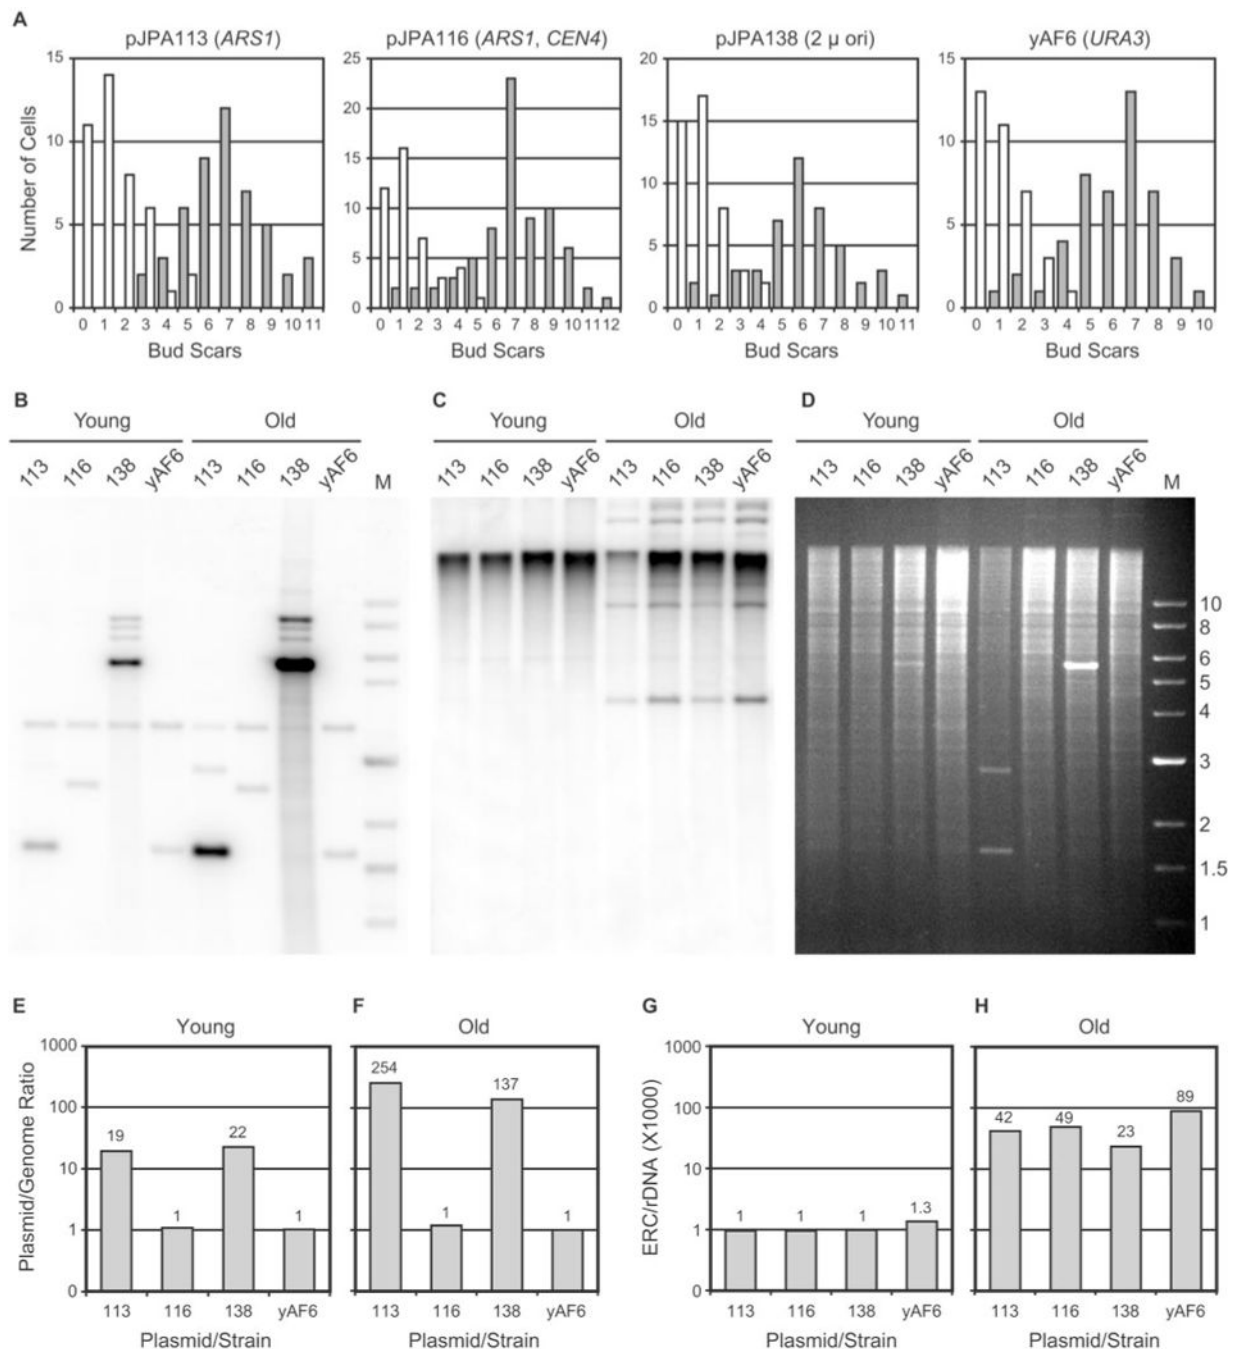 A
pJPA113 (ARS1)
pJPA116 (ARS1, CEN4)
pJPA138 (2 µ ori)
yAF6 (URA3)
Number of Cells
15
10
5
0
0 1 2 3 4 5 6 7 8 9 10 11
Bud Scars
25
20
15
10
5
0
0 1 2 3 4 5 6 7 8 9 10 11 12
Bud Scars
20
15
10
5
0
0 1 2 3 4 5 6 7 8 9 10 11
Bud Scars
15
10
5
0
0 1 2 3 4 5 6 7 8 9 10
Bud Scars
B
Young Old
113 116 138 yAF6 113 116 138 yAF6 M
C
Young Old
113 116 138 yAF6 113 116 138 yAF6
D
Young Old
113 116 138 yAF6 113 116 138 yAF6 M
10
8
6
5
4
3
2
1.5
1
E
Young
Plasmid/Genome Ratio
1000
100
10
1
0
19 1 22 1
113 116 138 yAF6
Plasmid/Strain
F
Old
254 1 137 1
113 116 138 yAF6
Plasmid/Strain
G
Young
ERC/rDNA (X1000)
1000
100
10
1
0
1 1 1 1.3
113 116 138 yAF6
Plasmid/Strain
H
Old
42 49 23 89
113 116 138 yAF6
Plasmid/Strain